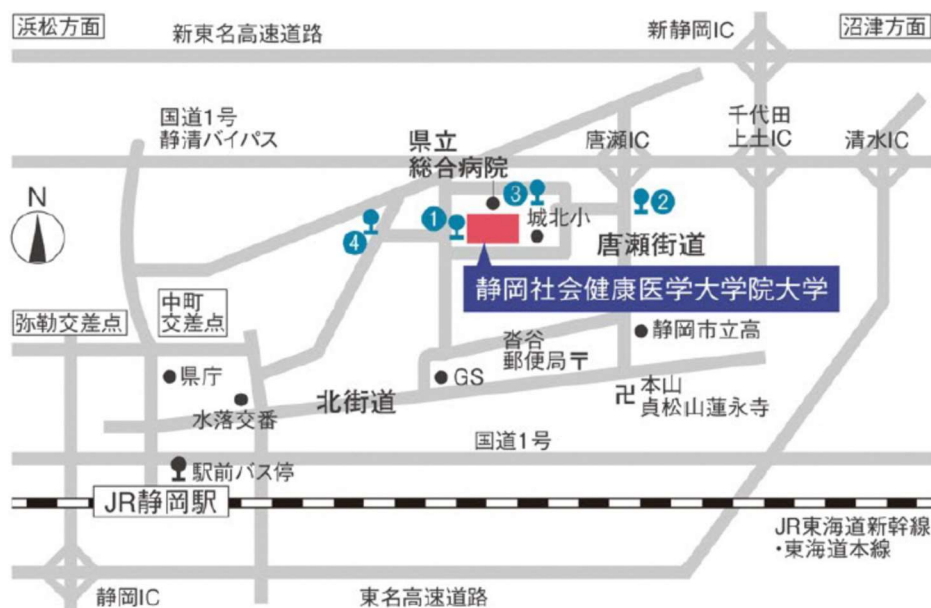 浜松方面
新東名高速道路
新静岡IC
沼津方面
国道1号
静清バイパス
県立
総合病院
唐瀬IC
千代田
上土IC
清水IC
N
1
3
城北小
2
4
唐瀬街道
静岡社会健康医学大学院大学
中町
交差点
弥勒交差点
沓谷
郵便局〒
静岡市立高
県庁
GS
北街道
水落交番
卍本山
貞松山蓮永寺
国道1号
駅前バス停
JR静岡駅
JR東海道新幹線
・東海道本線
静岡IC
東名高速道路